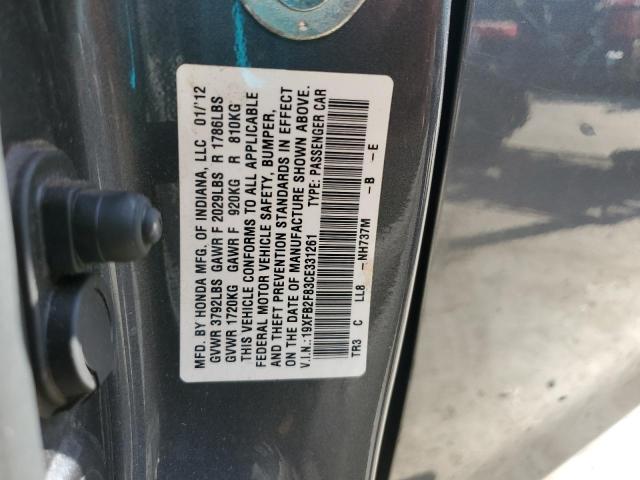 MFD. BY HONDA MFG. OF INDIANA, LLC 01/'12
GVWR 3792LBS GAWR F 2029LBS R 1786LBS
GVWR 1720KG GAWR F 920KG R 810KG
THIS VEHICLE CONFORMS TO ALL APPLICABLE
FEDERAL MOTOR VEHICLE SAFETY, BUMPER,
AND THEFT PREVENTION STANDARDS IN EFFECT
ON THE DATE OF MANUFACTURE SHOWN ABOVE.
V.I.N.:19XFB2F83CE331261 TYPE: PASSENGER CAR
TR3 C LL8 -NH737M -B -E